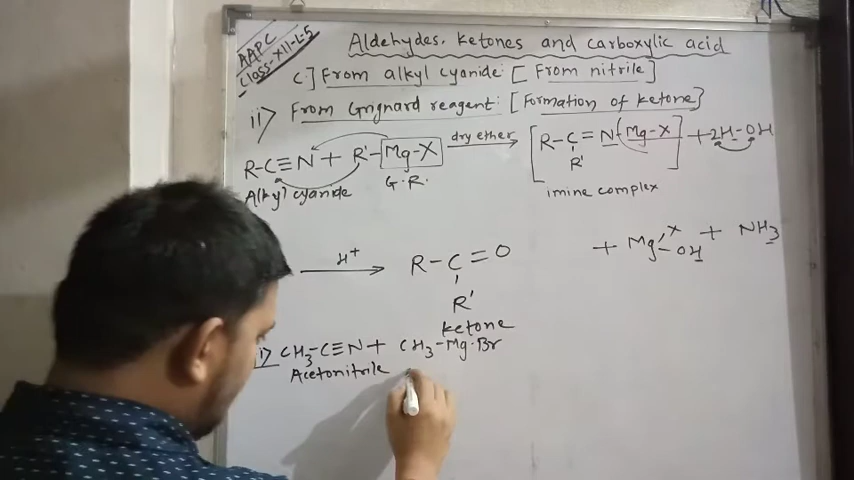 AAPC
Class-XII-L-5
Aldehydes, ketones and carboxylic acid
C.] From alkyl cyanide: [From nitrile]
ii) From Grignard reagent: [Formation of ketone]
R-C≡N + R'-Mg-X dry ether [R-C=N-Mg-X] + 2H-OH
R'
Alkyl cyanide G.R. imine complex
H+ R-C=O + Mg-X + NH3
OH
R'
ketone
i) CH3-C≡N + CH3-Mg.Br
Acetonitrile